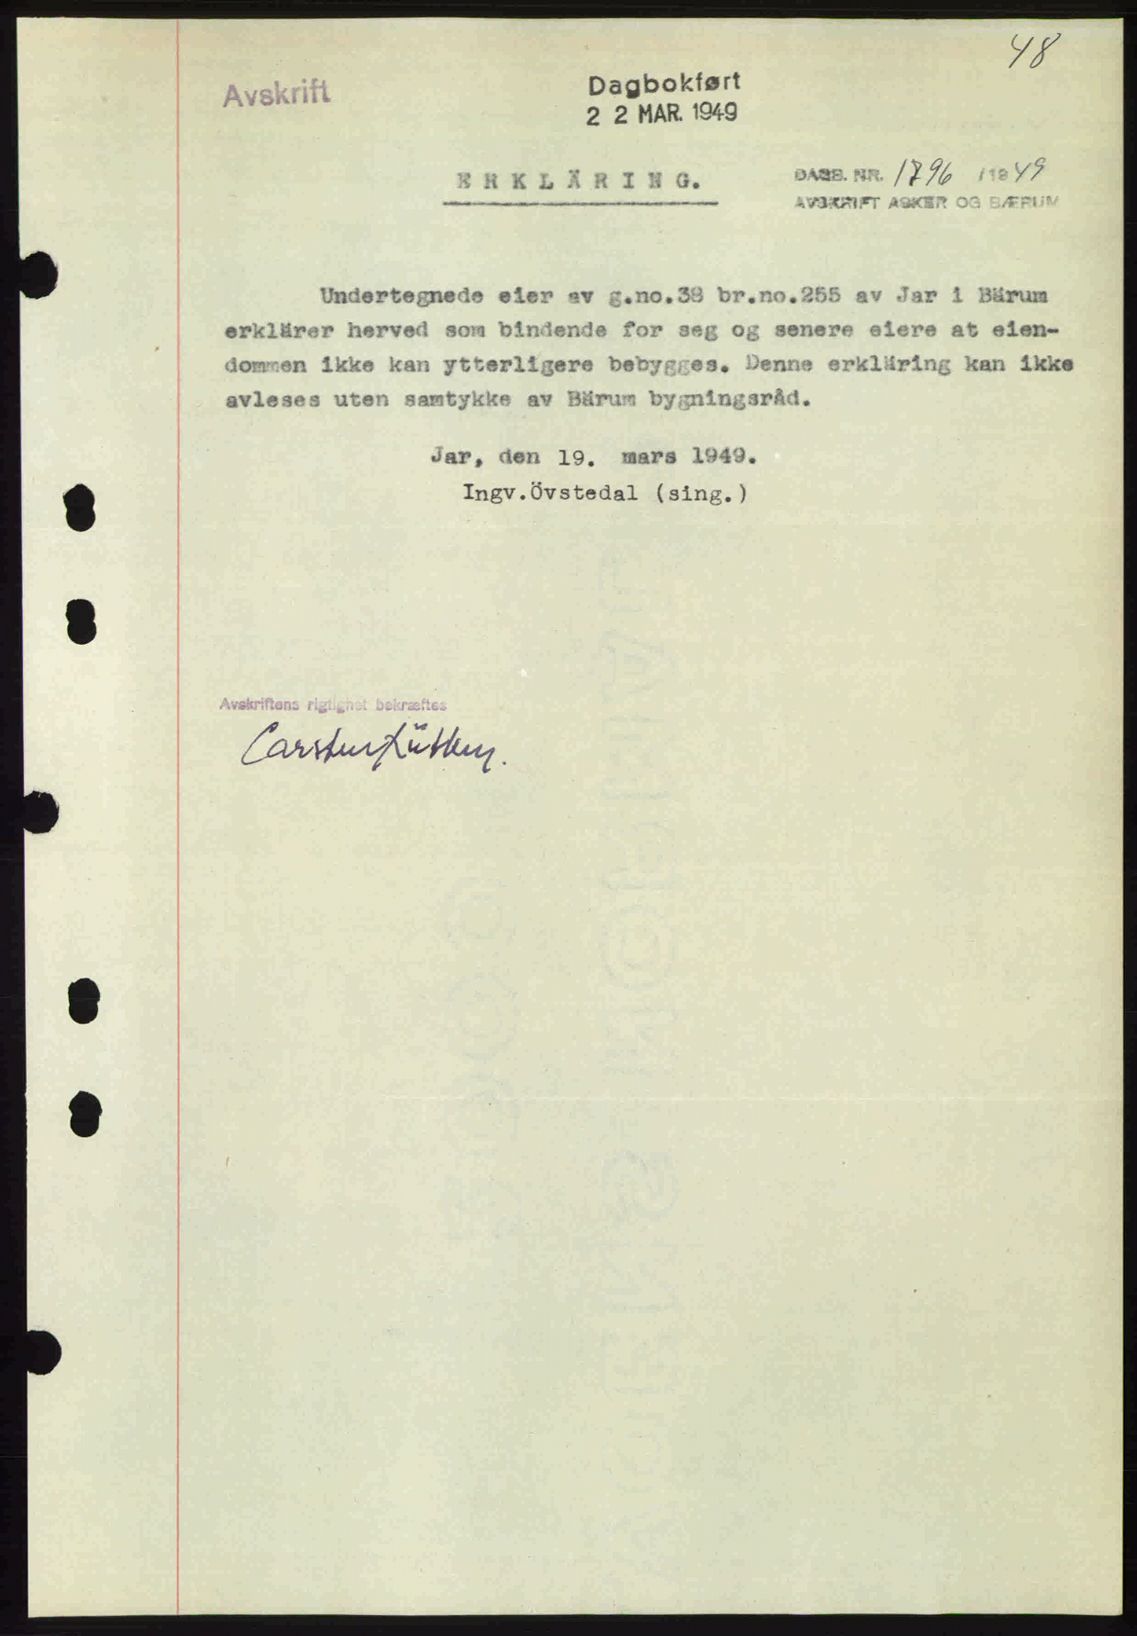 48
Avskrift
Dagbokført
2 2 MAR. 1949
ERKLÄRING.
DAGB. NR. 1796 /1949
AVSKRIFT ASKER OG BÆRUM
Undertegnede eier av g.no.38 br.no.255 av Jar i Bärum
erklärer herved som bindende for seg og senere eiere at eien-
dommen ikke kan ytterligere bebygges. Denne erkläring kan ikke
avleses uten samtykke av Bärum bygningsråd.
Jar, den 19. mars 1949.
Ingv.Övstedal (sing.)
Avskriftens rigtighet bekræftes
Carsten